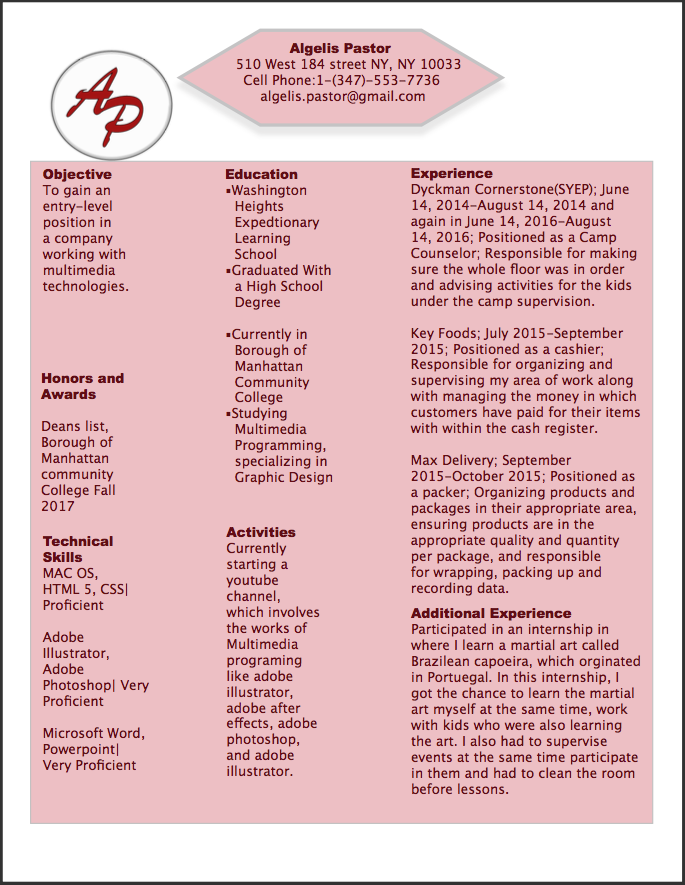 AP
Algelis Pastor
510 West 184 street NY, NY 10033
Cell Phone:1-(347)-553-7736
algelis.pastor@gmail.com
Objective
To gain an
entry-level
position in
a company
working with
multimedia
technologies.
Honors and
Awards
Deans list,
Borough of
Manhattan
community
College Fall
2017
Technical
Skills
MAC OS,
HTML 5, CSS|
Proficient
Adobe
Illustrator,
Adobe
Photoshop| Very
Proficient
Microsoft Word,
Powerpoint|
Very Proficient
Education
▪Washington
Heights
Expedtionary
Learning
School
▪Graduated With
a High School
Degree
▪Currently in
Borough of
Manhattan
Community
College
▪Studying
Multimedia
Programming,
specializing in
Graphic Design
Activities
Currently
starting a
youtube
channel,
which involves
the works of
Multimedia
programing
like adobe
illustrator,
adobe after
effects, adobe
photoshop,
and adobe
illustrator.
Experience
Dyckman Cornerstone(SYEP); June
14, 2014-August 14, 2014 and
again in June 14, 2016-August
14, 2016; Positioned as a Camp
Counselor; Responsible for making
sure the whole floor was in order
and advising activities for the kids
under the camp supervision.
Key Foods; July 2015-September
2015; Positioned as a cashier;
Responsible for organizing and
supervising my area of work along
with managing the money in which
customers have paid for their items
with within the cash register.
Max Delivery; September
2015-October 2015; Positioned as
a packer; Organizing products and
packages in their appropriate area,
ensuring products are in the
appropriate quality and quantity
per package, and responsible
for wrapping, packing up and
recording data.
Additional Experience
Participated in an internship in
where I learn a martial art called
Brazilean capoeira, which orginated
in Portuegal. In this internship, I
got the chance to learn the martial
art myself at the same time, work
with kids who were also learning
the art. I also had to supervise
events at the same time participate
in them and had to clean the room
before lessons.